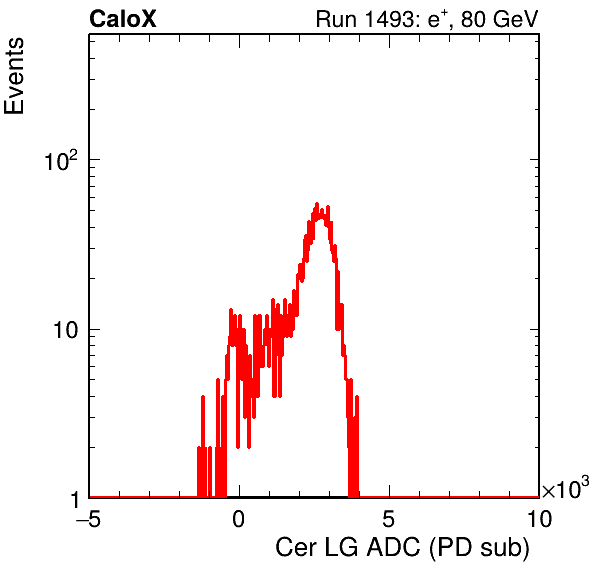 CaloX Run 1493: e⁺, 80 GeV
Events
10²
10
1
−5 0 5 10 ×10³
Cer LG ADC (PD sub)